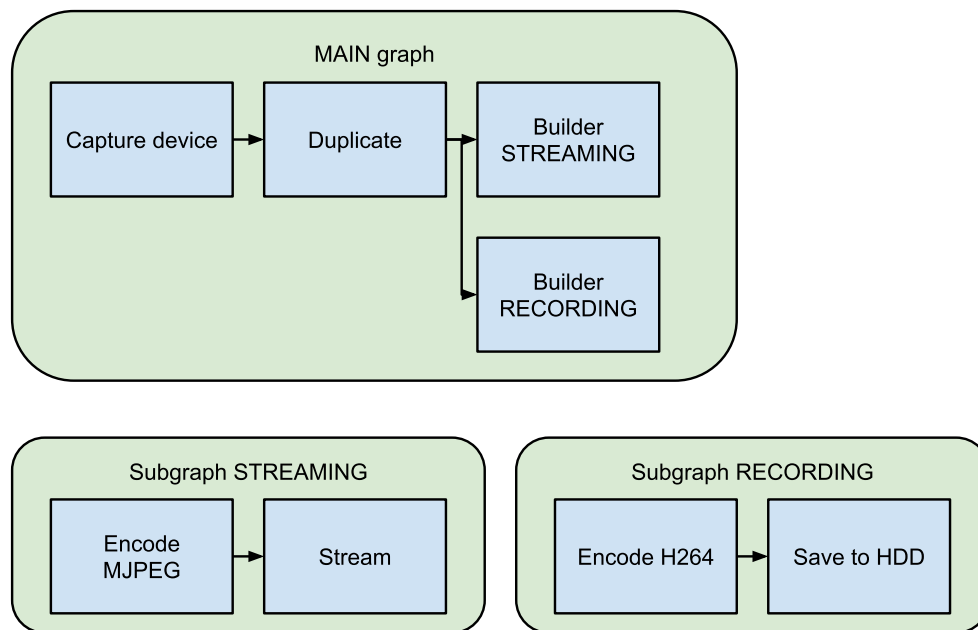 MAIN graph
Capture device
Duplicate
Builder
STREAMING
Builder
RECORDING
Subgraph STREAMING
Encode
MJPEG
Stream
Subgraph RECORDING
Encode H264
Save to HDD